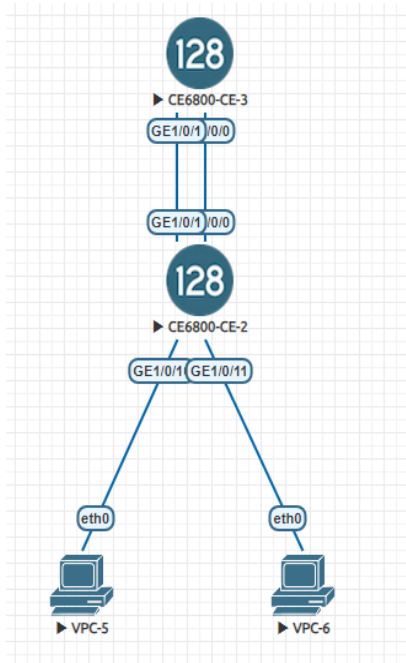 128
CE6800-CE-3
GE1/0/1 /0/0
GE1/0/1 /0/0
128
CE6800-CE-2
GE1/0/1 GE1/0/11
eth0 eth0
VPC-5 VPC-6